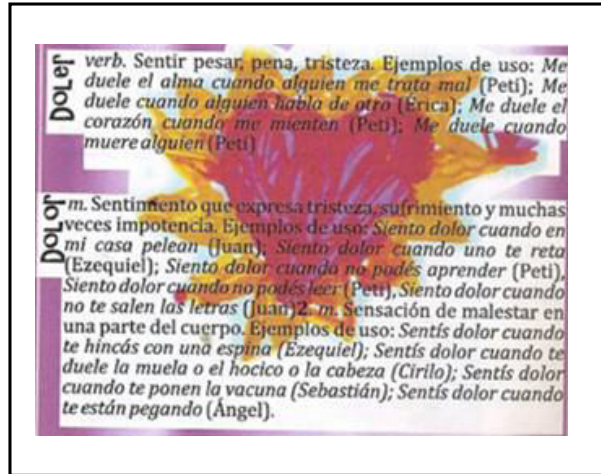 Doler
verb. Sentir pesar, pena, tristeza. Ejemplos de uso: Me
duele el alma cuando alguien me trata mal (Peti); Me
duele cuando alguien habla de otro (Erica); Me duele el
corazón cuando me mienten (Peti); Me duele cuando
muere alguien (Peti)
Dolor
m. Sentimiento que expresa tristeza, sufrimiento y muchas
veces impotencia. Ejemplos de uso: Siento dolor cuando en
mi casa pelean (Juan); Siento dolor cuando uno te reta
(Ezequiel); Siento dolor cuando no podés aprender (Peti),
Siento dolor cuando no podés leer (Peti), Siento dolor cuando
no te salen las letras (Juan)2. m. Sensación de malestar en
una parte del cuerpo. Ejemplos de uso: Sentís dolor cuando
te hincás con una espina (Ezequiel); Sentís dolor cuando te
duele la muela o el hocico o la cabeza (Cirilo); Sentís dolor
cuando te ponen la vacuna (Sebastián); Sentís dolor cuando
te están pegando (Ángel).